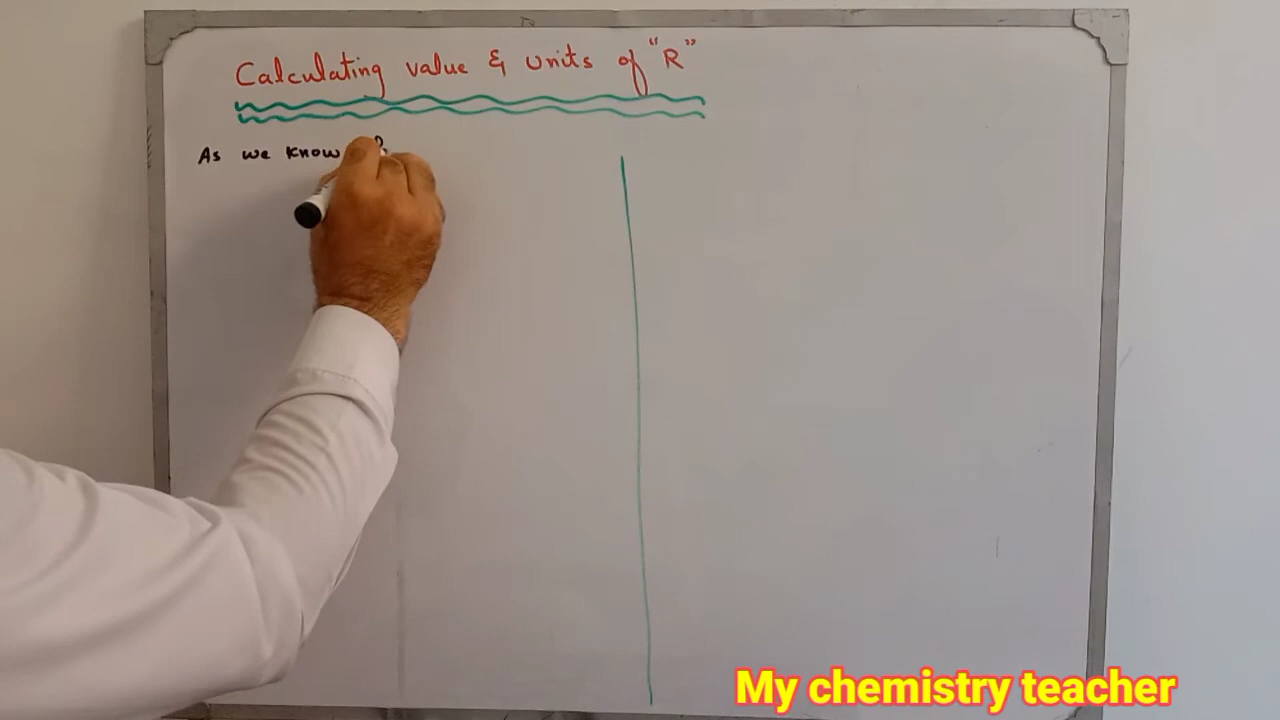 Calculating value & units of "R"
As we know
My chemistry teacher